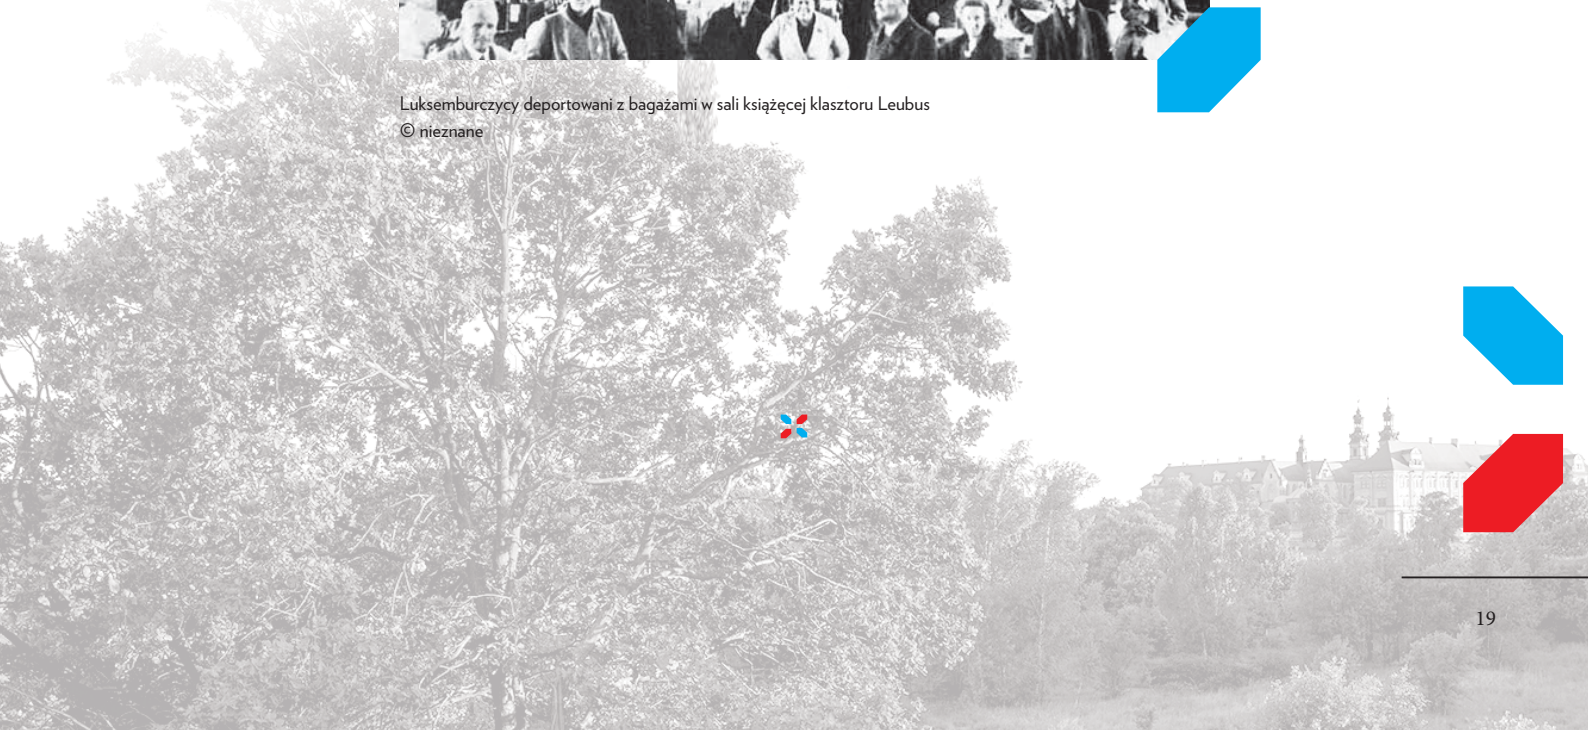 Luksemburczycy deportowani z bagażami w sali książęcej klasztoru Leubus
© nieznane
19